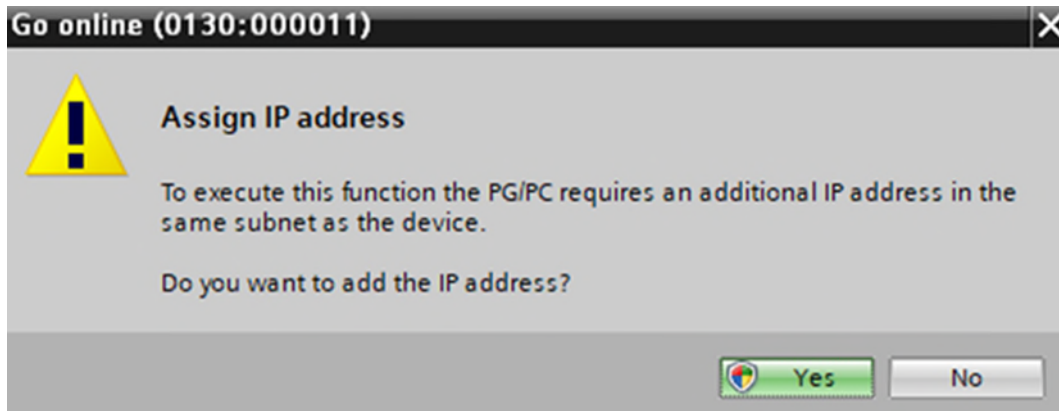 Go online (0130:000011)
Assign IP address
To execute this function the PG/PC requires an additional IP address in the
same subnet as the device.
Do you want to add the IP address?
Yes
No